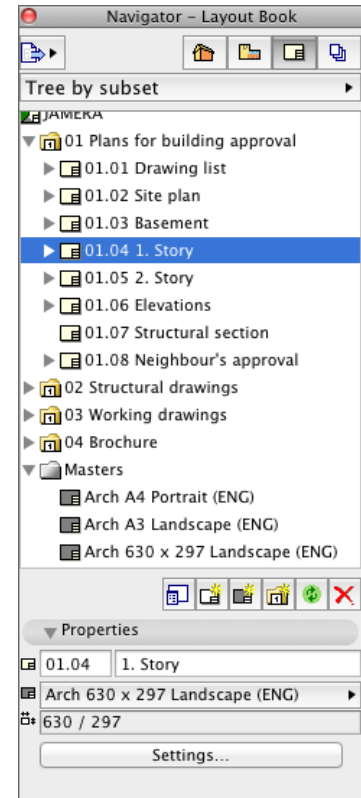 Navigator – Layout Book
Tree by subset
JAMERA
01 Plans for building approval
01.01 Drawing list
01.02 Site plan
01.03 Basement
01.04 1. Story
01.05 2. Story
01.06 Elevations
01.07 Structural section
01.08 Neighbour's approval
02 Structural drawings
03 Working drawings
04 Brochure
Masters
Arch A4 Portrait (ENG)
Arch A3 Landscape (ENG)
Arch 630 x 297 Landscape (ENG)
Properties
01.04 1. Story
Arch 630 x 297 Landscape (ENG)
630 / 297
Settings...